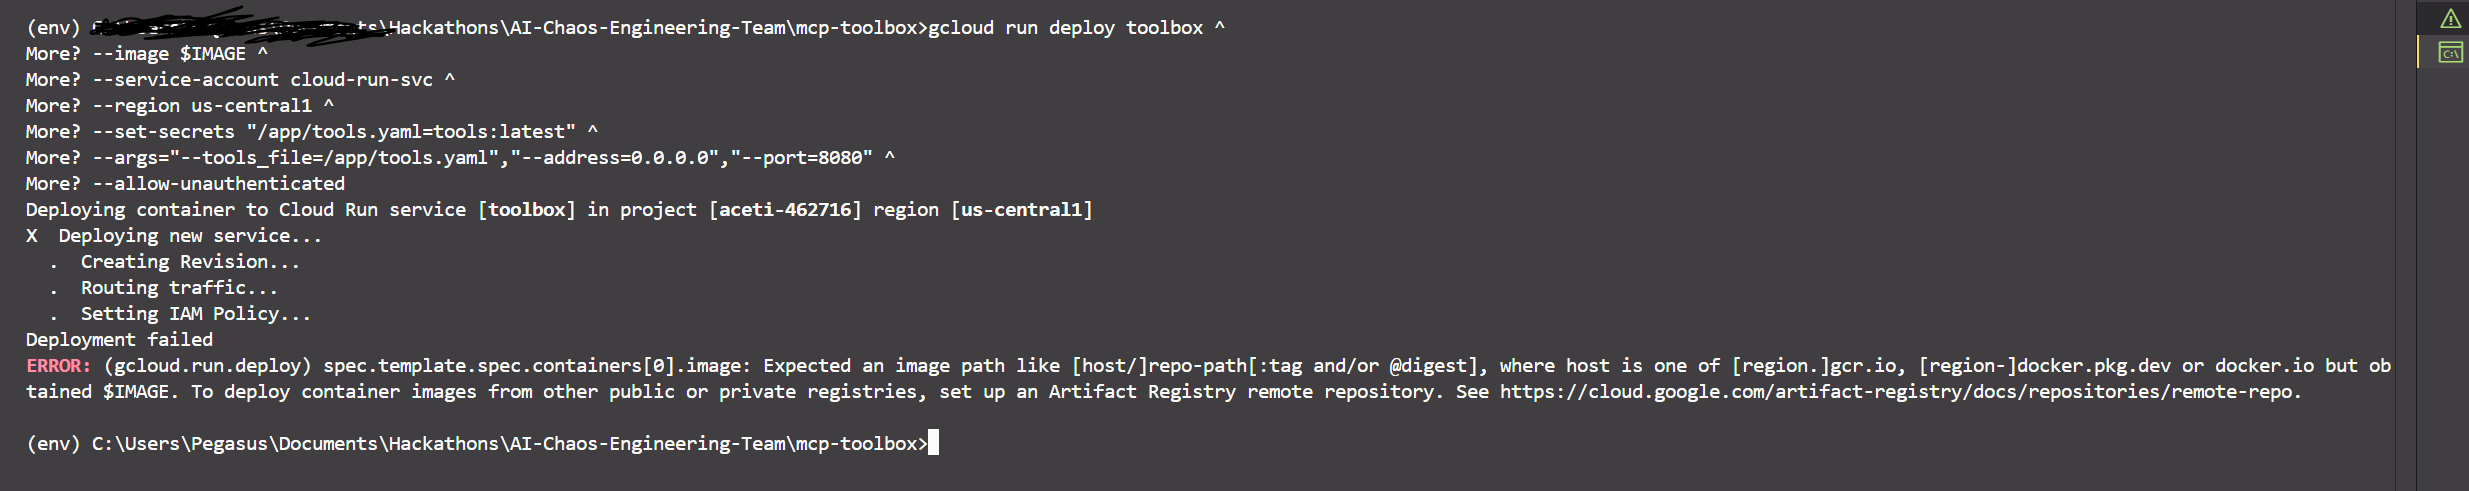 (env) Hackathons\AI-Chaos-Engineering-Team\mcp-toolbox>gcloud run deploy toolbox ^
More? --image $IMAGE ^
More? --service-account cloud-run-svc ^
More? --region us-central1 ^
More? --set-secrets "/app/tools.yaml=tools:latest" ^
More? --args="--tools_file=/app/tools.yaml","--address=0.0.0.0","--port=8080" ^
More? --allow-unauthenticated
Deploying container to Cloud Run service [toolbox] in project [aceti-462716] region [us-central1]
X  Deploying new service...
  .  Creating Revision...
  .  Routing traffic...
  .  Setting IAM Policy...
Deployment failed
ERROR: (gcloud.run.deploy) spec.template.spec.containers[0].image: Expected an image path like [host/]repo-path[:tag and/or @digest], where host is one of [region.]gcr.io, [region-]docker.pkg.dev or docker.io but ob
tained $IMAGE. To deploy container images from other public or private registries, set up an Artifact Registry remote repository. See https://cloud.google.com/artifact-registry/docs/repositories/remote-repo.
(env) C:\Users\Pegasus\Documents\Hackathons\AI-Chaos-Engineering-Team\mcp-toolbox>